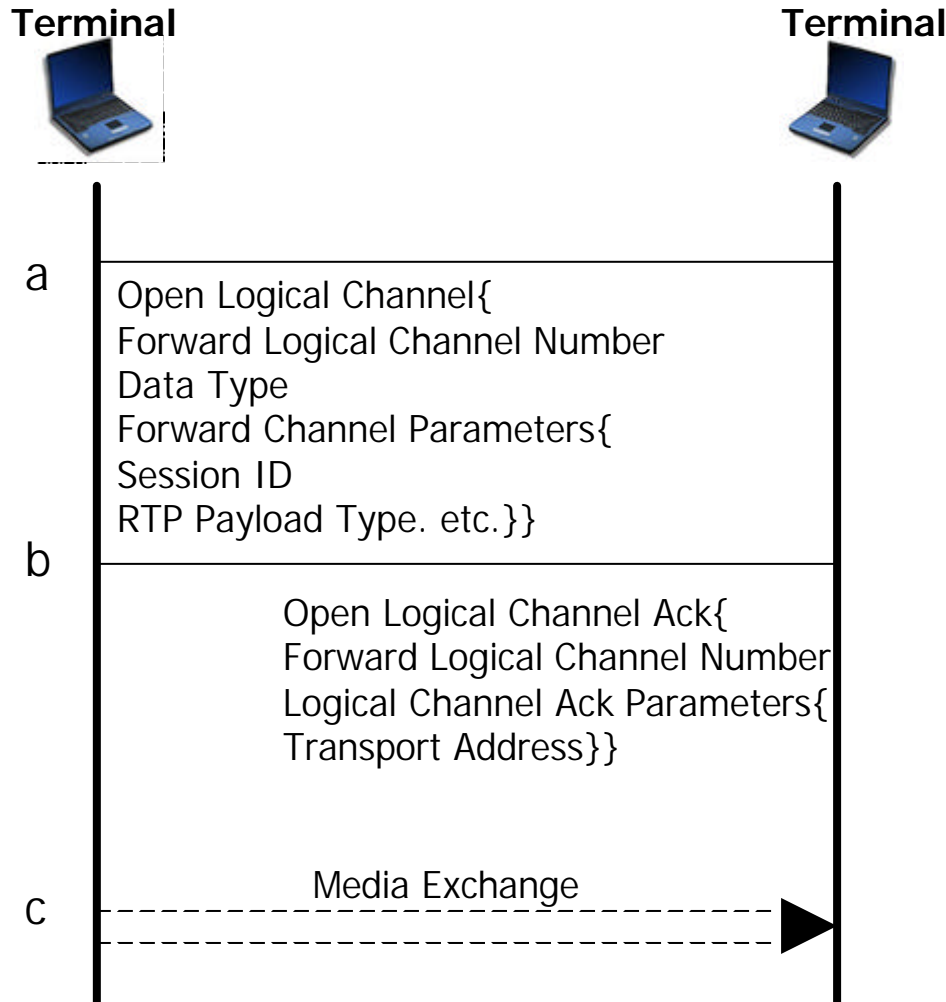 Terminal
Terminal
a
Open Logical Channel{
Forward Logical Channel Number
Data Type
Forward Channel Parameters{
Session ID
RTP Payload Type. etc.}}
b
Open Logical Channel Ack{
Forward Logical Channel Number
Logical Channel Ack Parameters{
Transport Address}}
Media Exchange
c